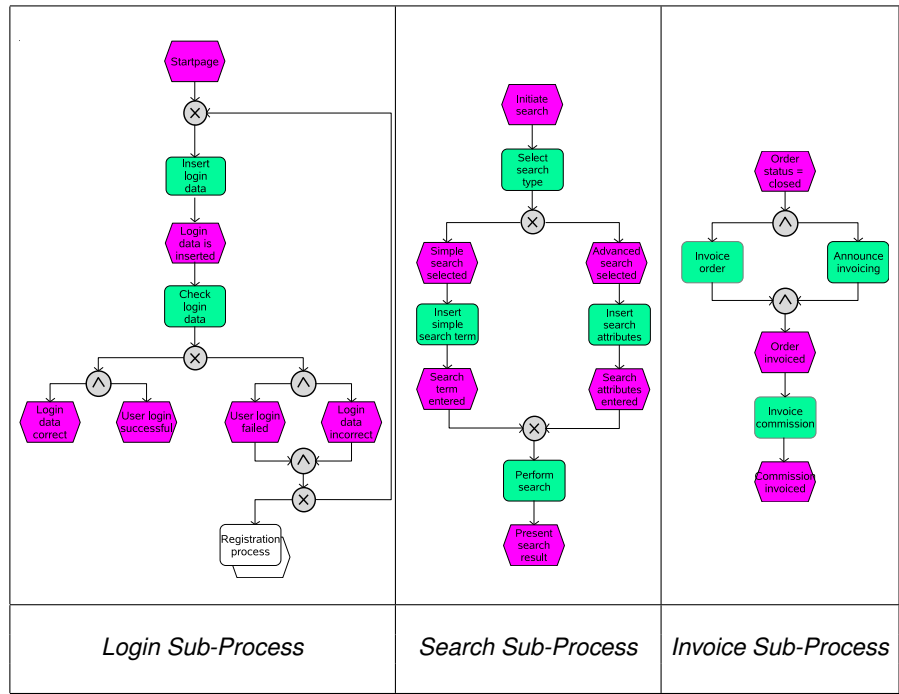 Startpage
Insert
login
data
Login
data is
inserted
Check
login
data
Login
data
correct
User login
successful
User login
failed
Login
data
incorrect
Registration
process
Login Sub-Process
Initiate
search
Select
search
type
Simple
search
selected
Advanced
search
selected
Insert
simple
search term
Insert
search
attributes
Search
term
entered
Search
attributes
entered
Perform
search
Present
search
result
Search Sub-Process
Order
status =
closed
Invoice
order
Announce
invoicing
Order
invoiced
Invoice
commission
Commission
invoiced
Invoice Sub-Process